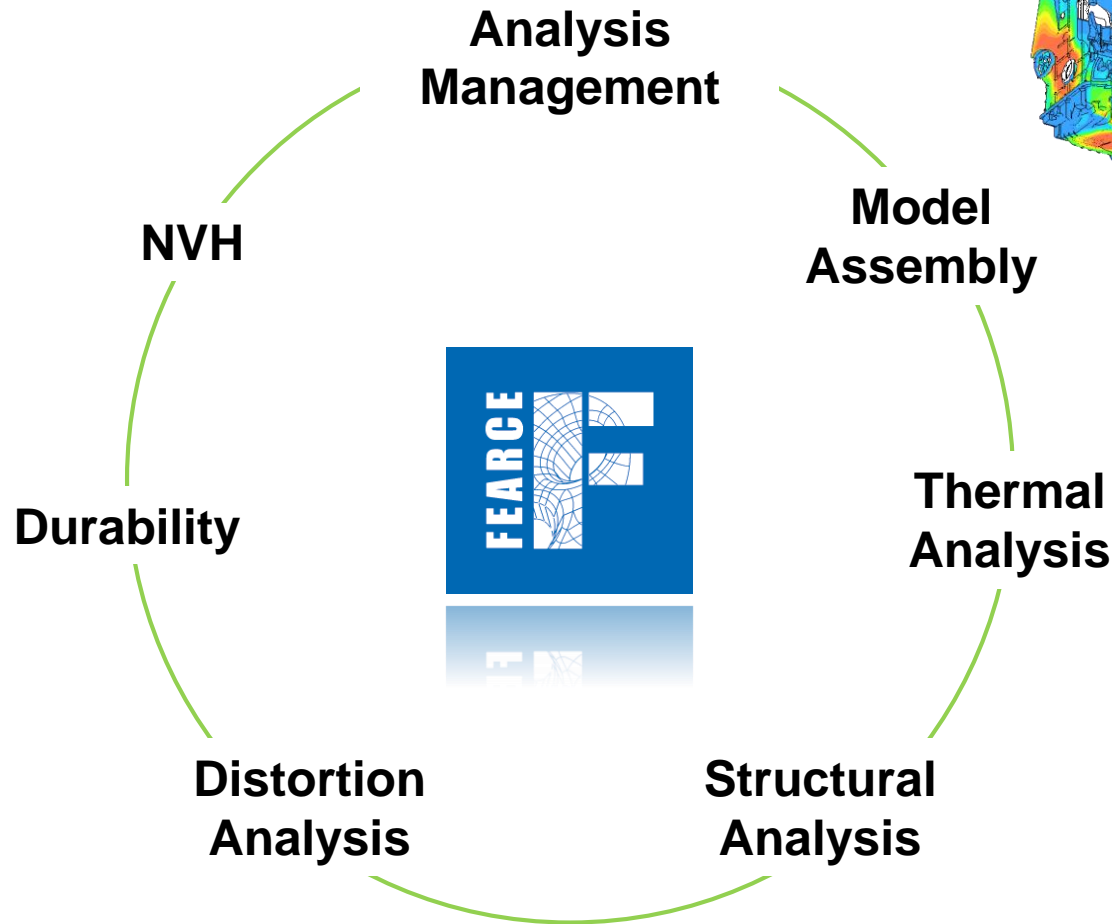 Analysis
Management
Model
Assembly
Thermal
Analysis
Structural
Analysis
Distortion
Analysis
Durability
NVH
FEARCE
F